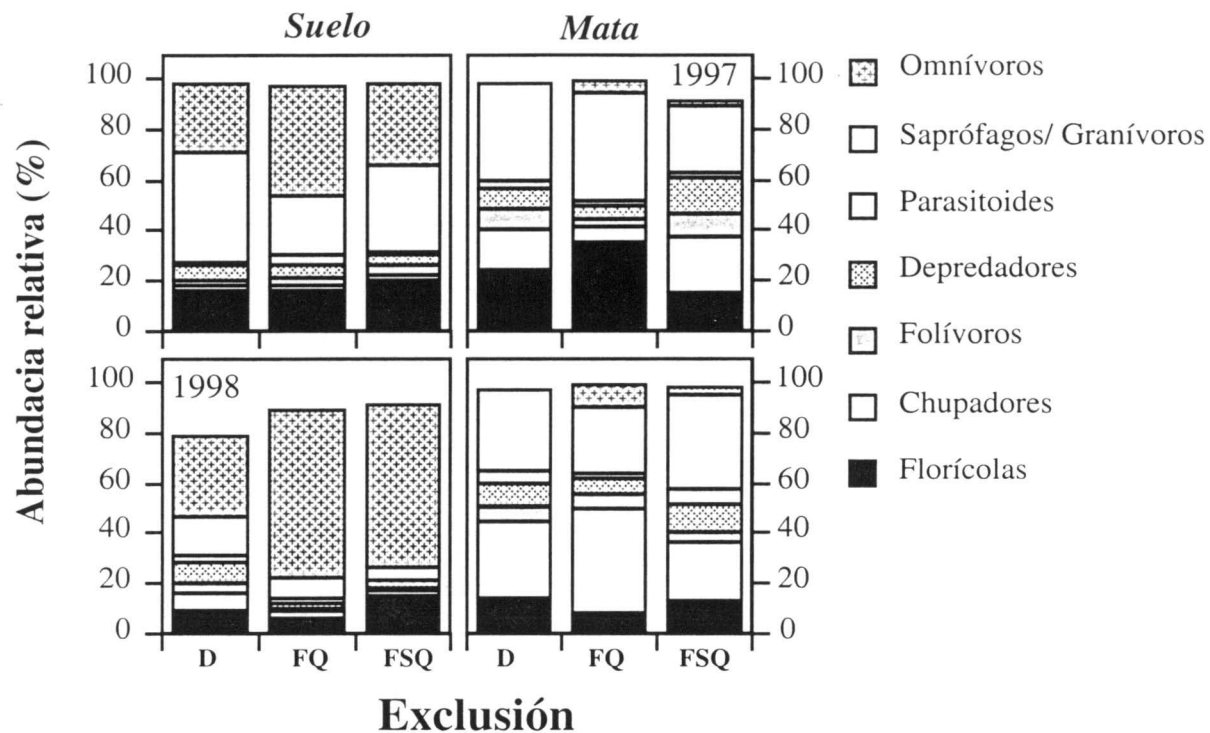 Suelo
Mata
Abundacia relativa (%)
100
80
60
40
20
0
1997
100
80
60
40
20
0
1998
100
80
60
40
20
0
100
80
60
40
20
0
D
FQ
FSQ
D
FQ
FSQ
Exclusión
Omnívoros
Saprófagos/ Granívoros
Parasitoides
Depredadores
Folívoros
Chupadores
Florícolas